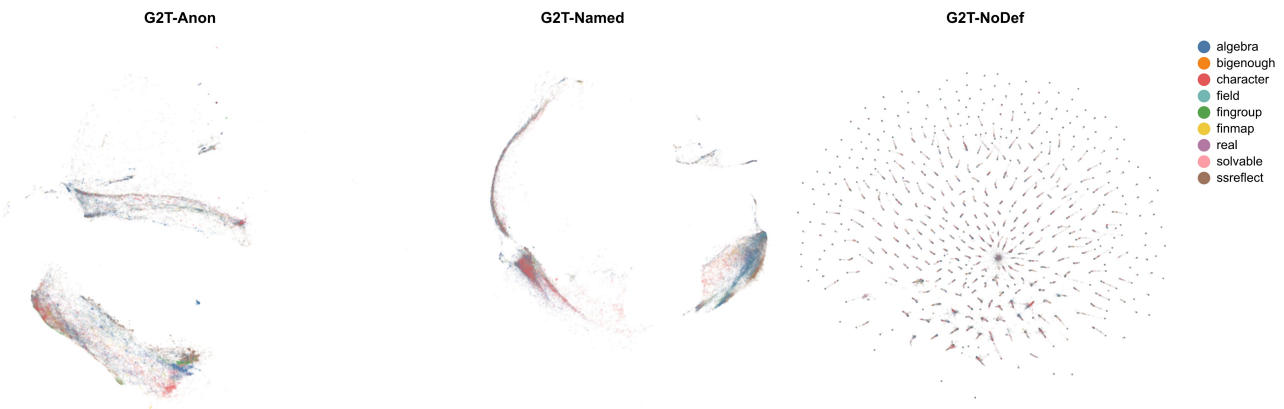 G2T-Anon
G2T-Named
G2T-NoDef
algebra
bigenough
character
field
fingroup
finmap
real
solvable
ssreflect